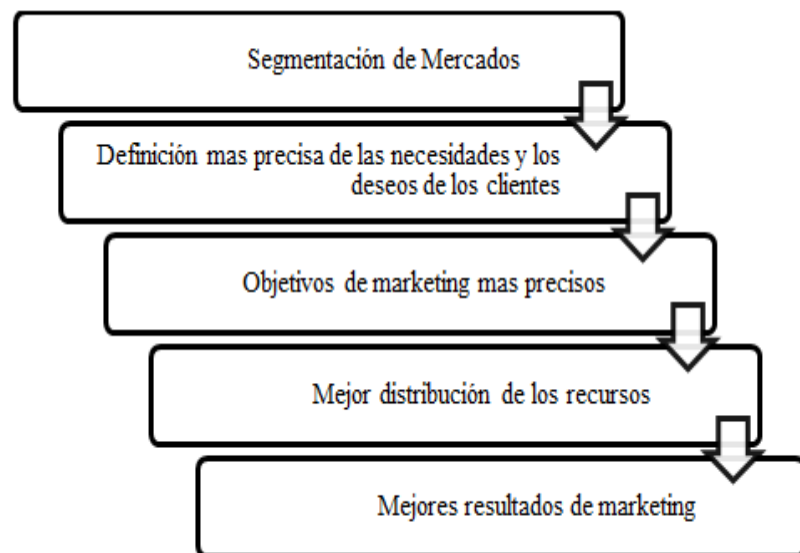 Segmentación de Mercados
Definición mas precisa de las necesidades y los
deseos de los clientes
Objetivos de marketing mas precisos
Mejor distribución de los recursos
Mejores resultados de marketing